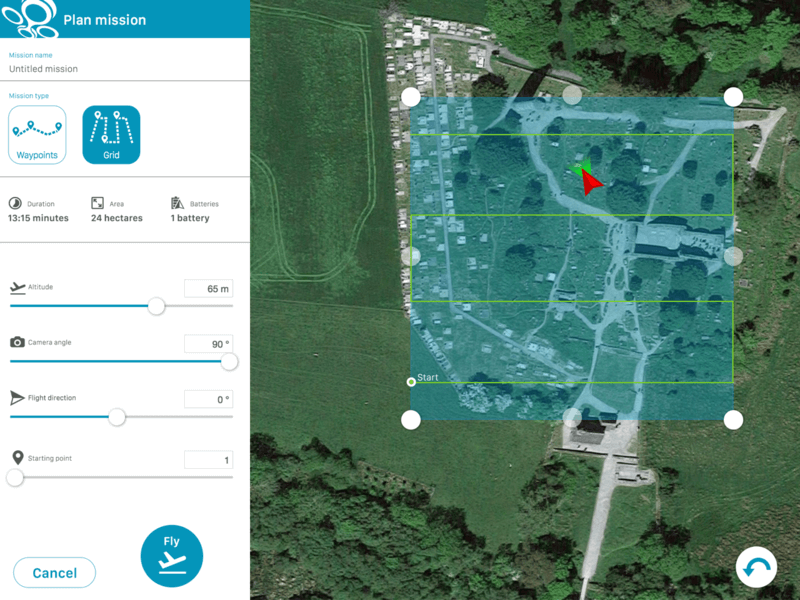 Plan mission
Mission name
Untitled mission
Mission type
Waypoints
Grid
Duration
13:15 minutes
Area
24 hectares
Batteries
1 battery
Altitude
65 m
Camera angle
90 °
Flight direction
0 °
Starting point
1
Fly
Cancel
Start